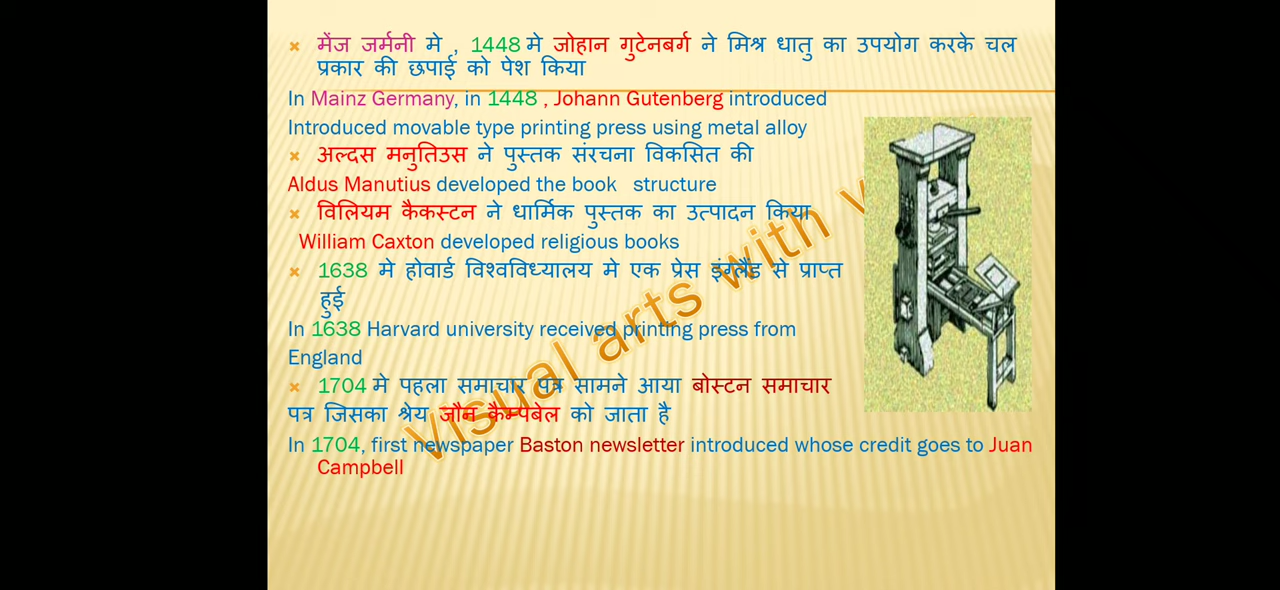 मेंज जर्मनी मे , 1448 मे जोहान गुटेनबर्ग ने मिश्र धातु का उपयोग करके चल
प्रकार की छपाई को पेश किया
In Mainz Germany, in 1448 , Johann Gutenberg introduced
Introduced movable type printing press using metal alloy
अल्दस मनुतिउस ने पुस्तक संरचना विकसित की
Aldus Manutius developed the book structure
विलियम कैकस्टन ने धार्मिक पुस्तक का उत्पादन किया
William Caxton developed religious books
1638 मे होवार्ड विश्वविध्यालय मे एक प्रेस इंग्लैंड से प्राप्त
हुई
In 1638 Harvard university received printing press from
England
1704 मे पहला समाचार पत्र सामने आया बोस्टन समाचार
पत्र जिसका श्रेय जौन कैम्पबेल को जाता है
In 1704, first newspaper Baston newsletter introduced whose credit goes to Juan
Campbell
visual arts with